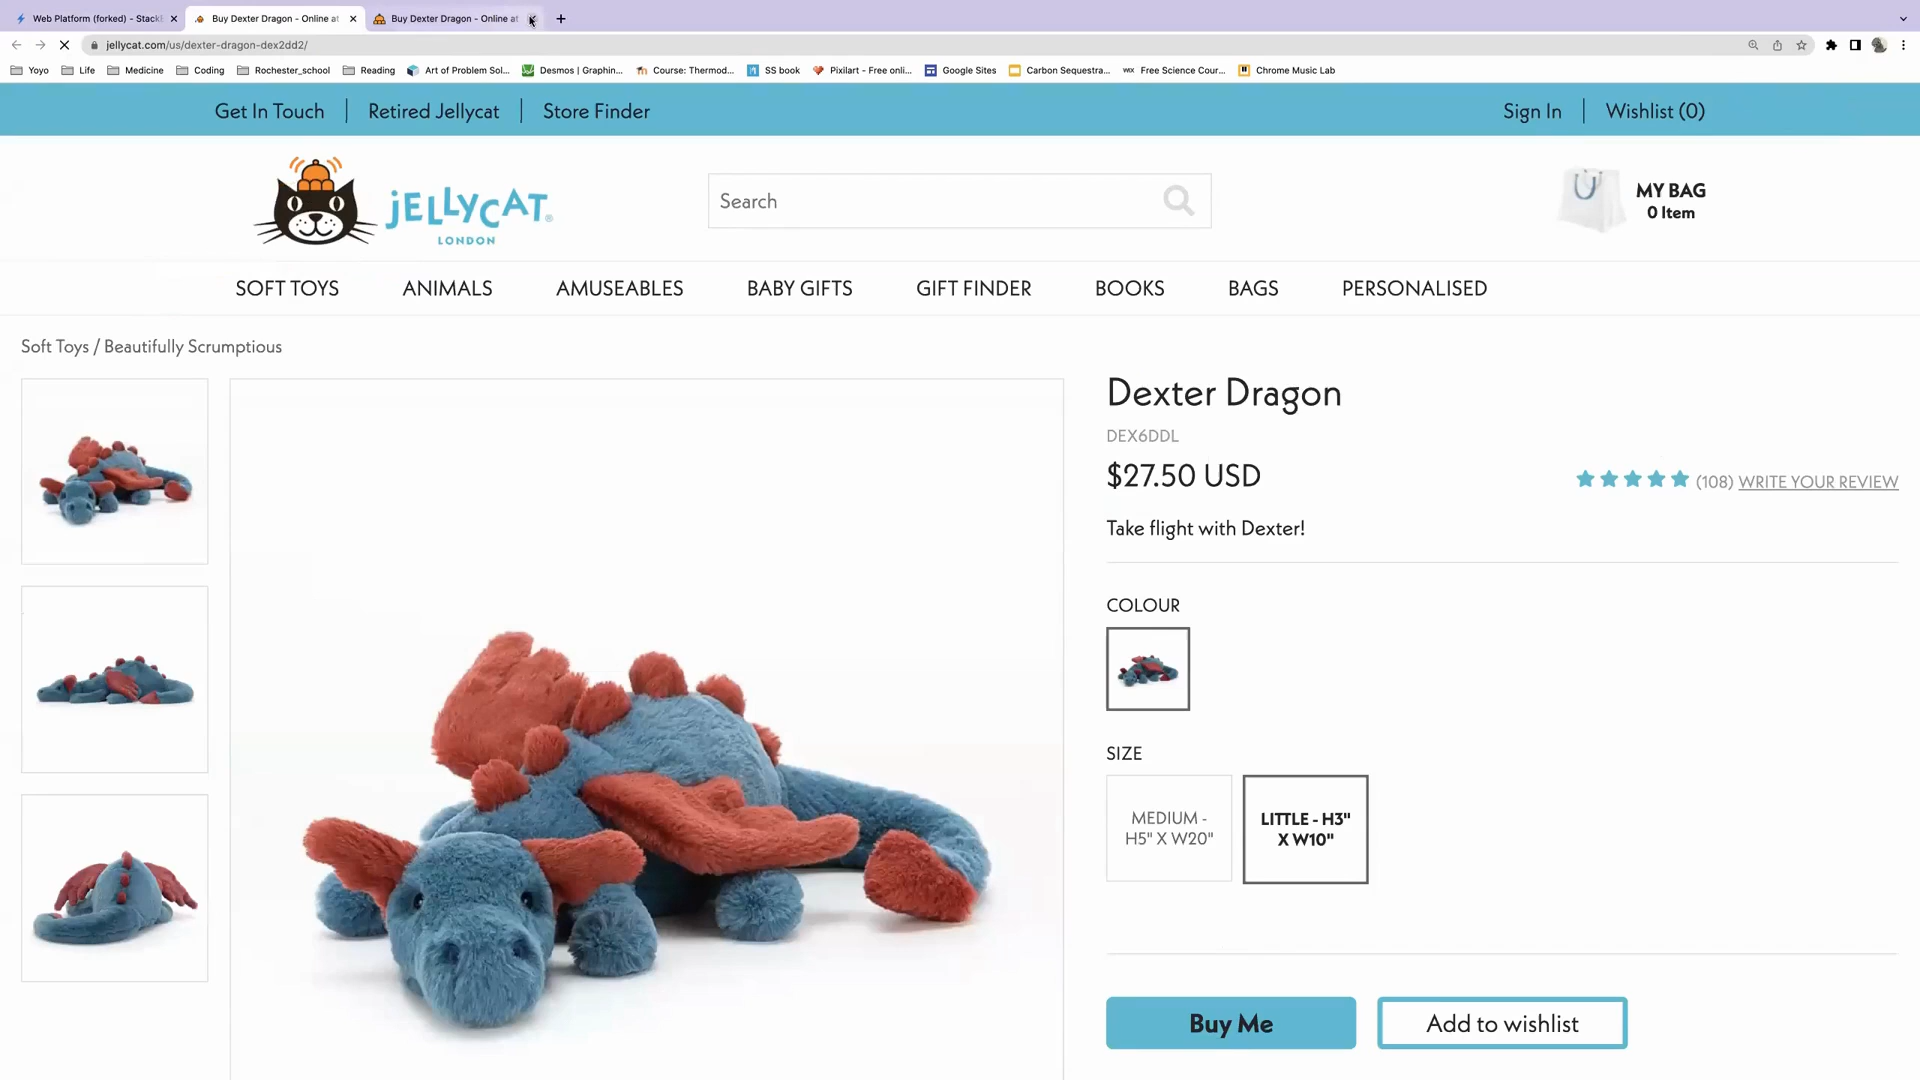 Web Platform (forked) - StackB
Buy Dexter Dragon - Online at
Buy Dexter Dragon - Online at
jellycat.com/us/dexter-dragon-dex2dd2/
Yoyo
Life
Medicine
Coding
Rochester_school
Reading
Art of Problem Sol...
Desmos | Graphin...
Course: Thermod...
SS book
Pixilart - Free onli...
Google Sites
Carbon Sequestra...
WIX Free Science Cour...
Chrome Music Lab
Get In Touch
Retired Jellycat
Store Finder
Sign In
Wishlist (0)
JELLYCAT®
LONDON
Search
MY BAG
0 Item
SOFT TOYS
ANIMALS
AMUSEABLES
BABY GIFTS
GIFT FINDER
BOOKS
BAGS
PERSONALISED
Soft Toys / Beautifully Scrumptious
Dexter Dragon
DEX6DDL
$27.50 USD
(108) WRITE YOUR REVIEW
Take flight with Dexter!
COLOUR
SIZE
MEDIUM -
H5" X W20"
LITTLE - H3"
X W10"
Buy Me
Add to wishlist